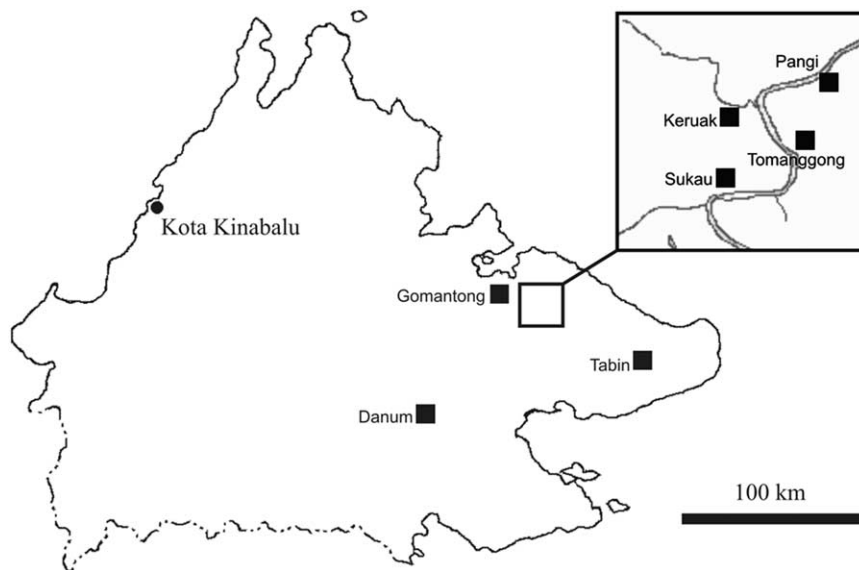 Pangi
Keruak
Tomanggong
Sukau
Kota Kinabalu
Gomantong
Tabin
Danum
100 km